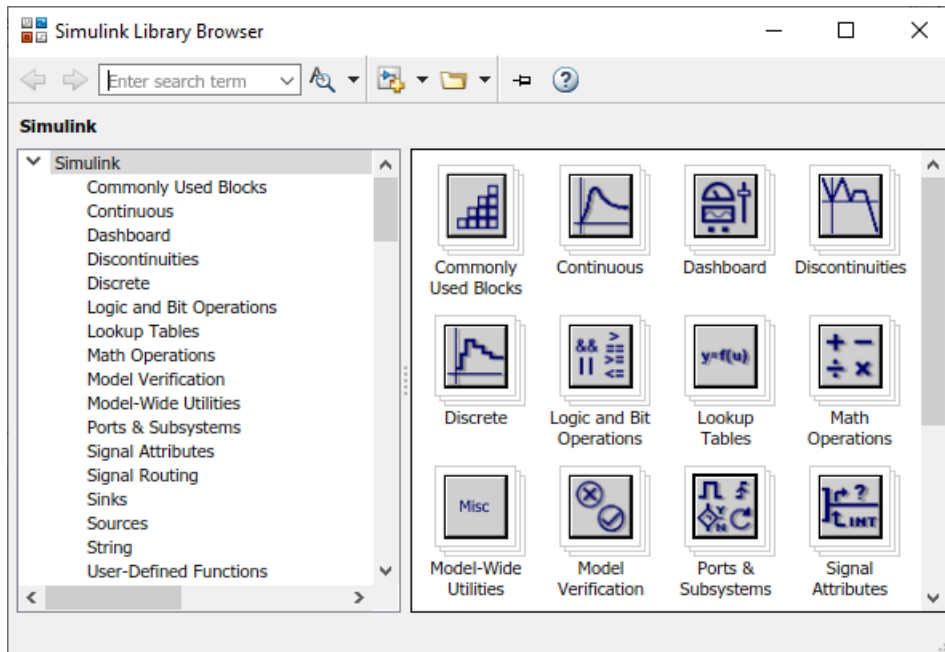 Simulink Library Browser
Enter search term
Simulink
Simulink
Commonly Used Blocks
Continuous
Dashboard
Discontinuities
Discrete
Logic and Bit Operations
Lookup Tables
Math Operations
Model Verification
Model-Wide Utilities
Ports & Subsystems
Signal Attributes
Signal Routing
Sinks
Sources
String
User-Defined Functions
Commonly
Used Blocks
Continuous
Dashboard
Discontinuities
&& > ==
|| >= <=
y=f(u)
+ −
÷ ×
Discrete
Logic and Bit
Operations
Lookup
Tables
Math
Operations
Misc
Y
N
?
INT
Model-Wide
Utilities
Model
Verification
Ports &
Subsystems
Signal
Attributes